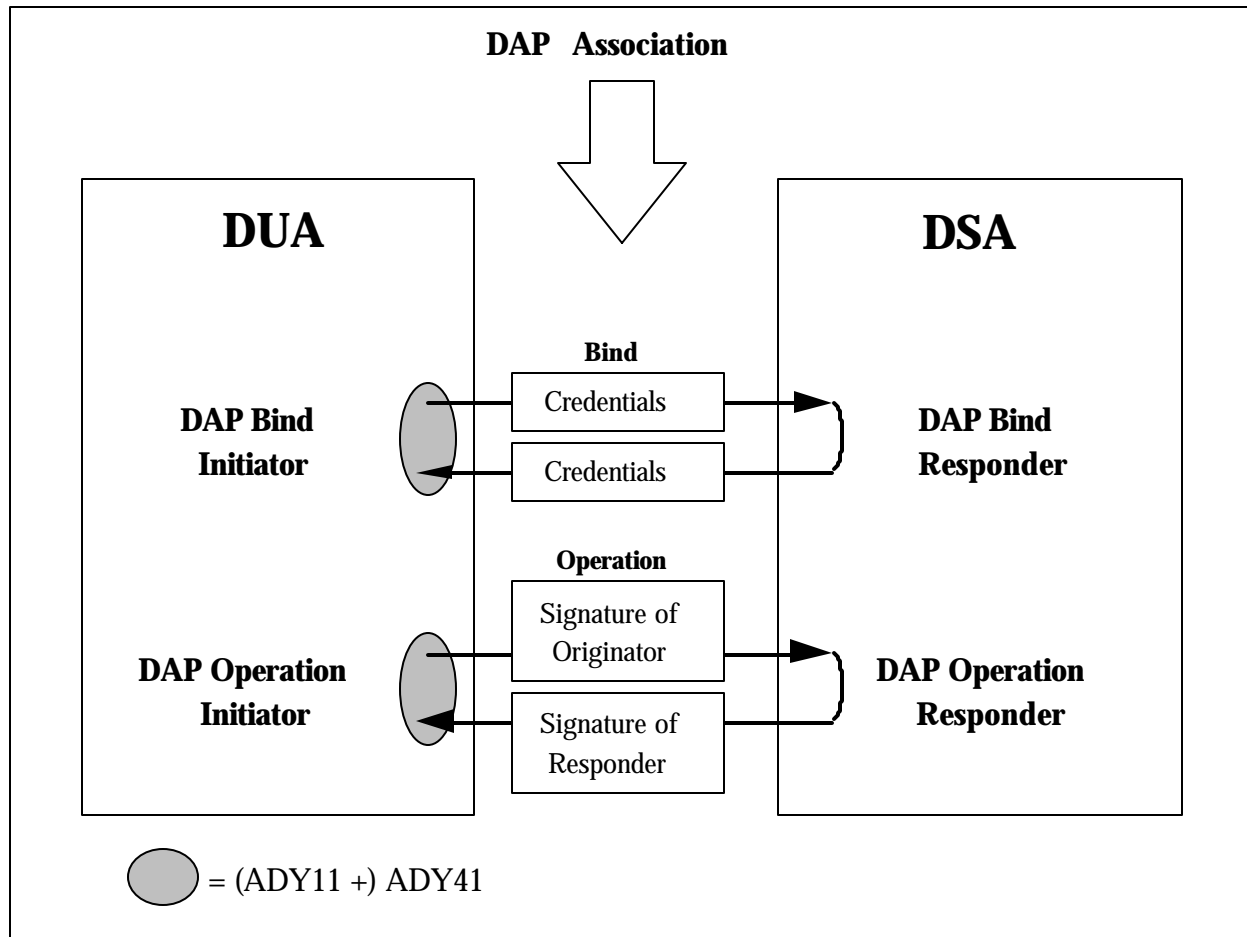 DAP Association
DUA
DSA
Bind
Credentials
Credentials
DAP Bind
Initiator
DAP Bind
Responder
Operation
Signature of
Originator
Signature of
Responder
DAP Operation
Initiator
DAP Operation
Responder
= (ADY11 +) ADY41